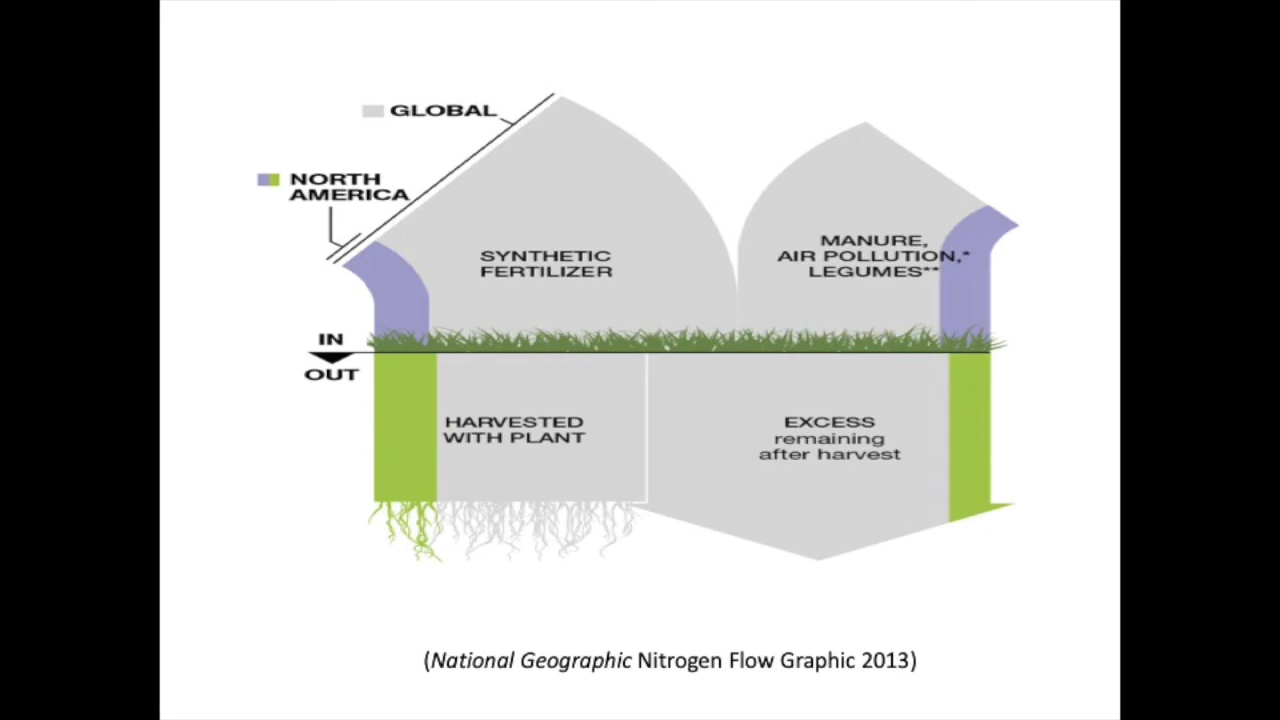 GLOBAL
NORTH
AMERICA
SYNTHETIC
FERTILIZER
MANURE,
AIR POLLUTION,*
LEGUMES**
IN
OUT
HARVESTED
WITH PLANT
EXCESS
remaining
after harvest
(National Geographic Nitrogen Flow Graphic 2013)